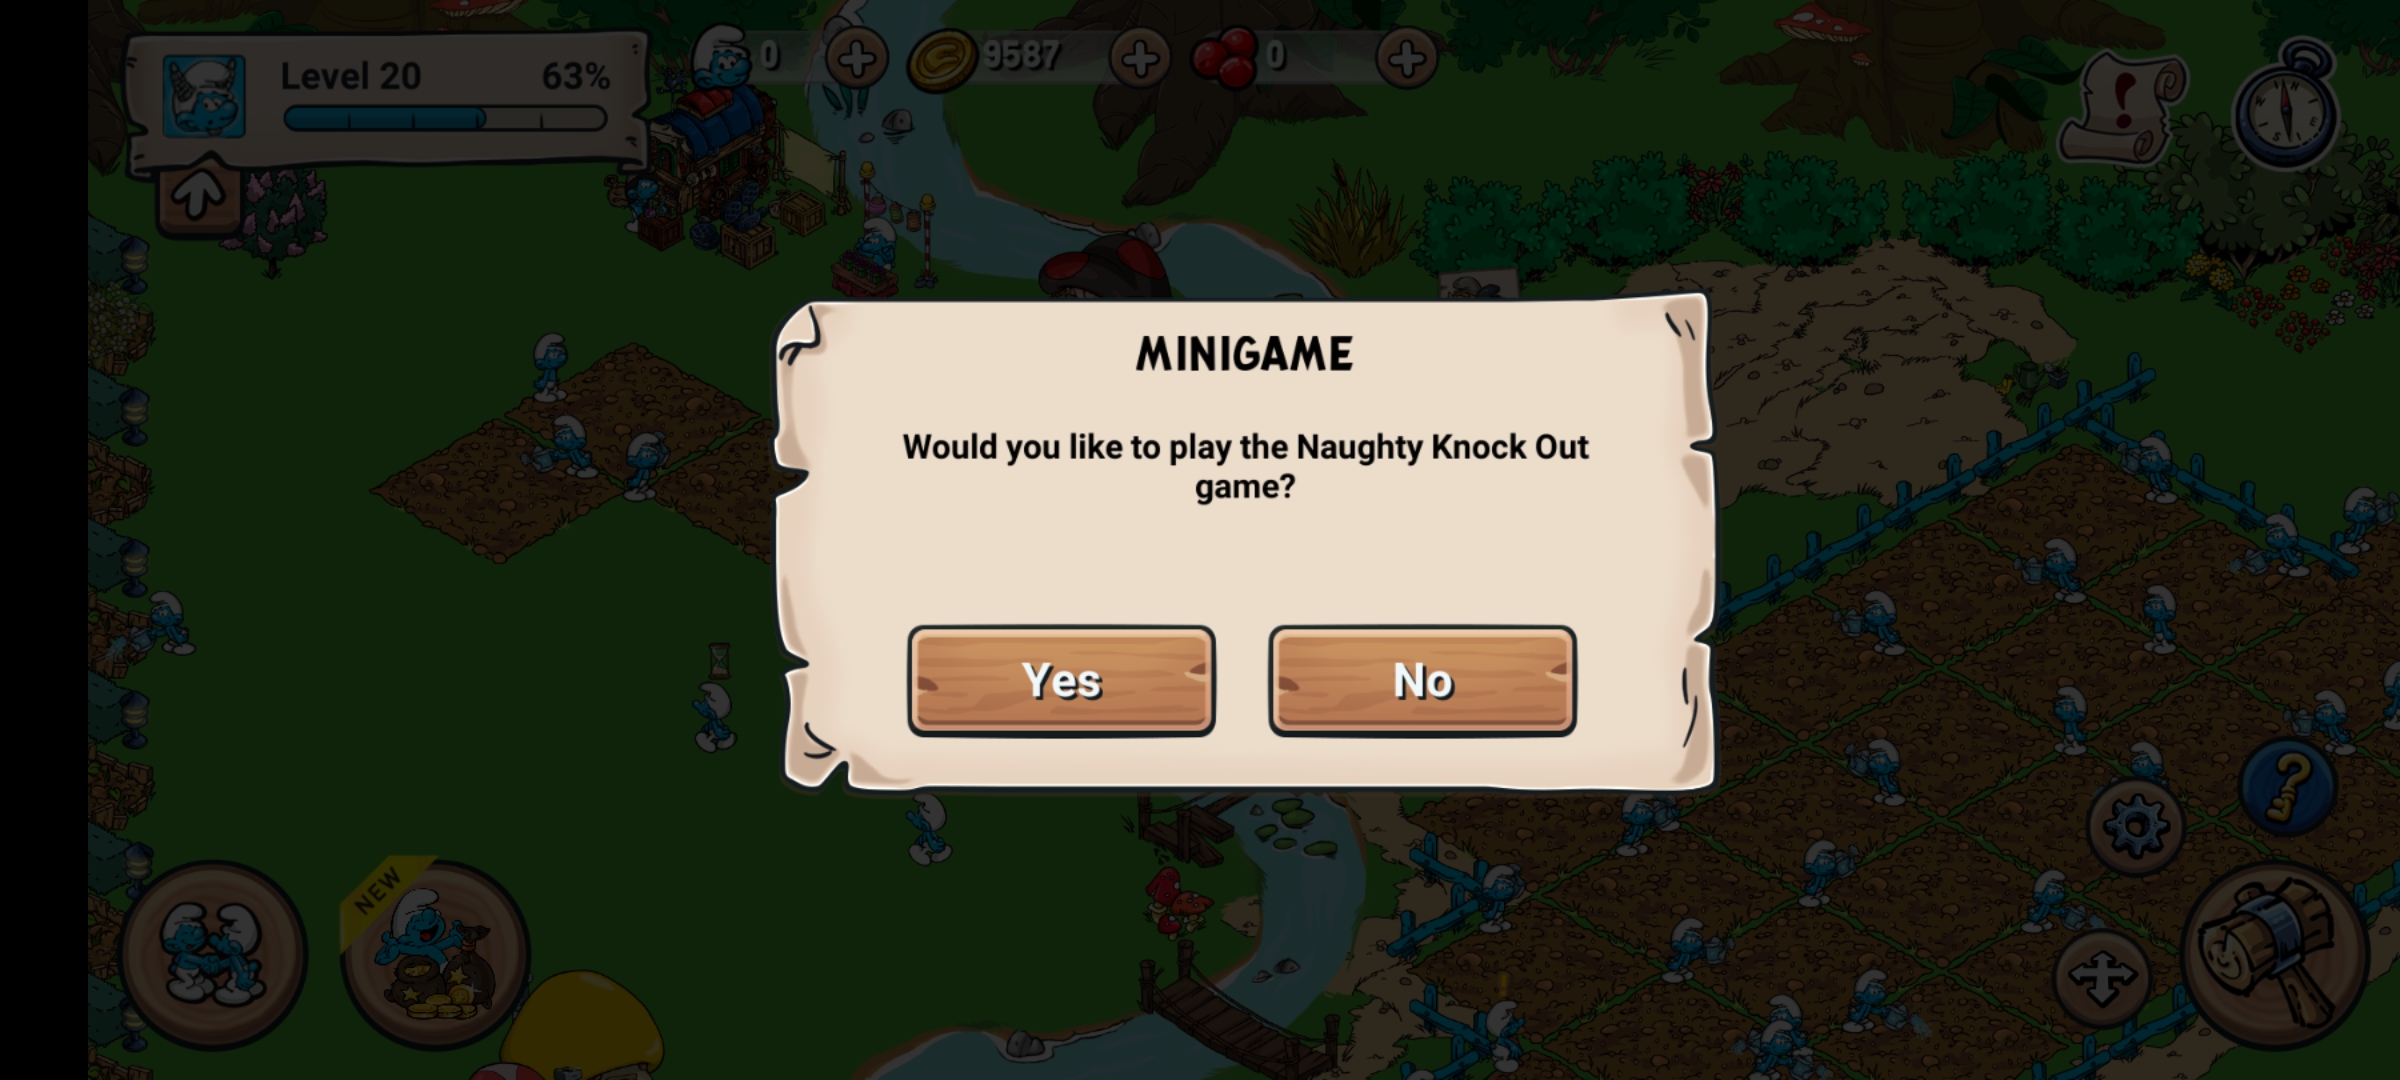 Level 20
63%
0
9587
0
MINIGAME
Would you like to play the Naughty Knock Out
game?
Yes
No
NEW